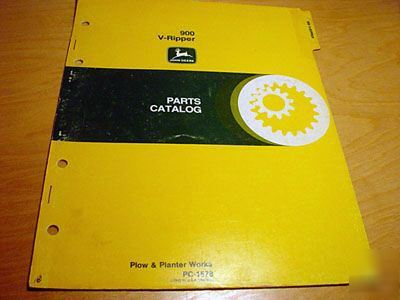 900
V-Ripper
JOHN DEERE
PARTS
CATALOG
Plow & Planter Works
PC-1578